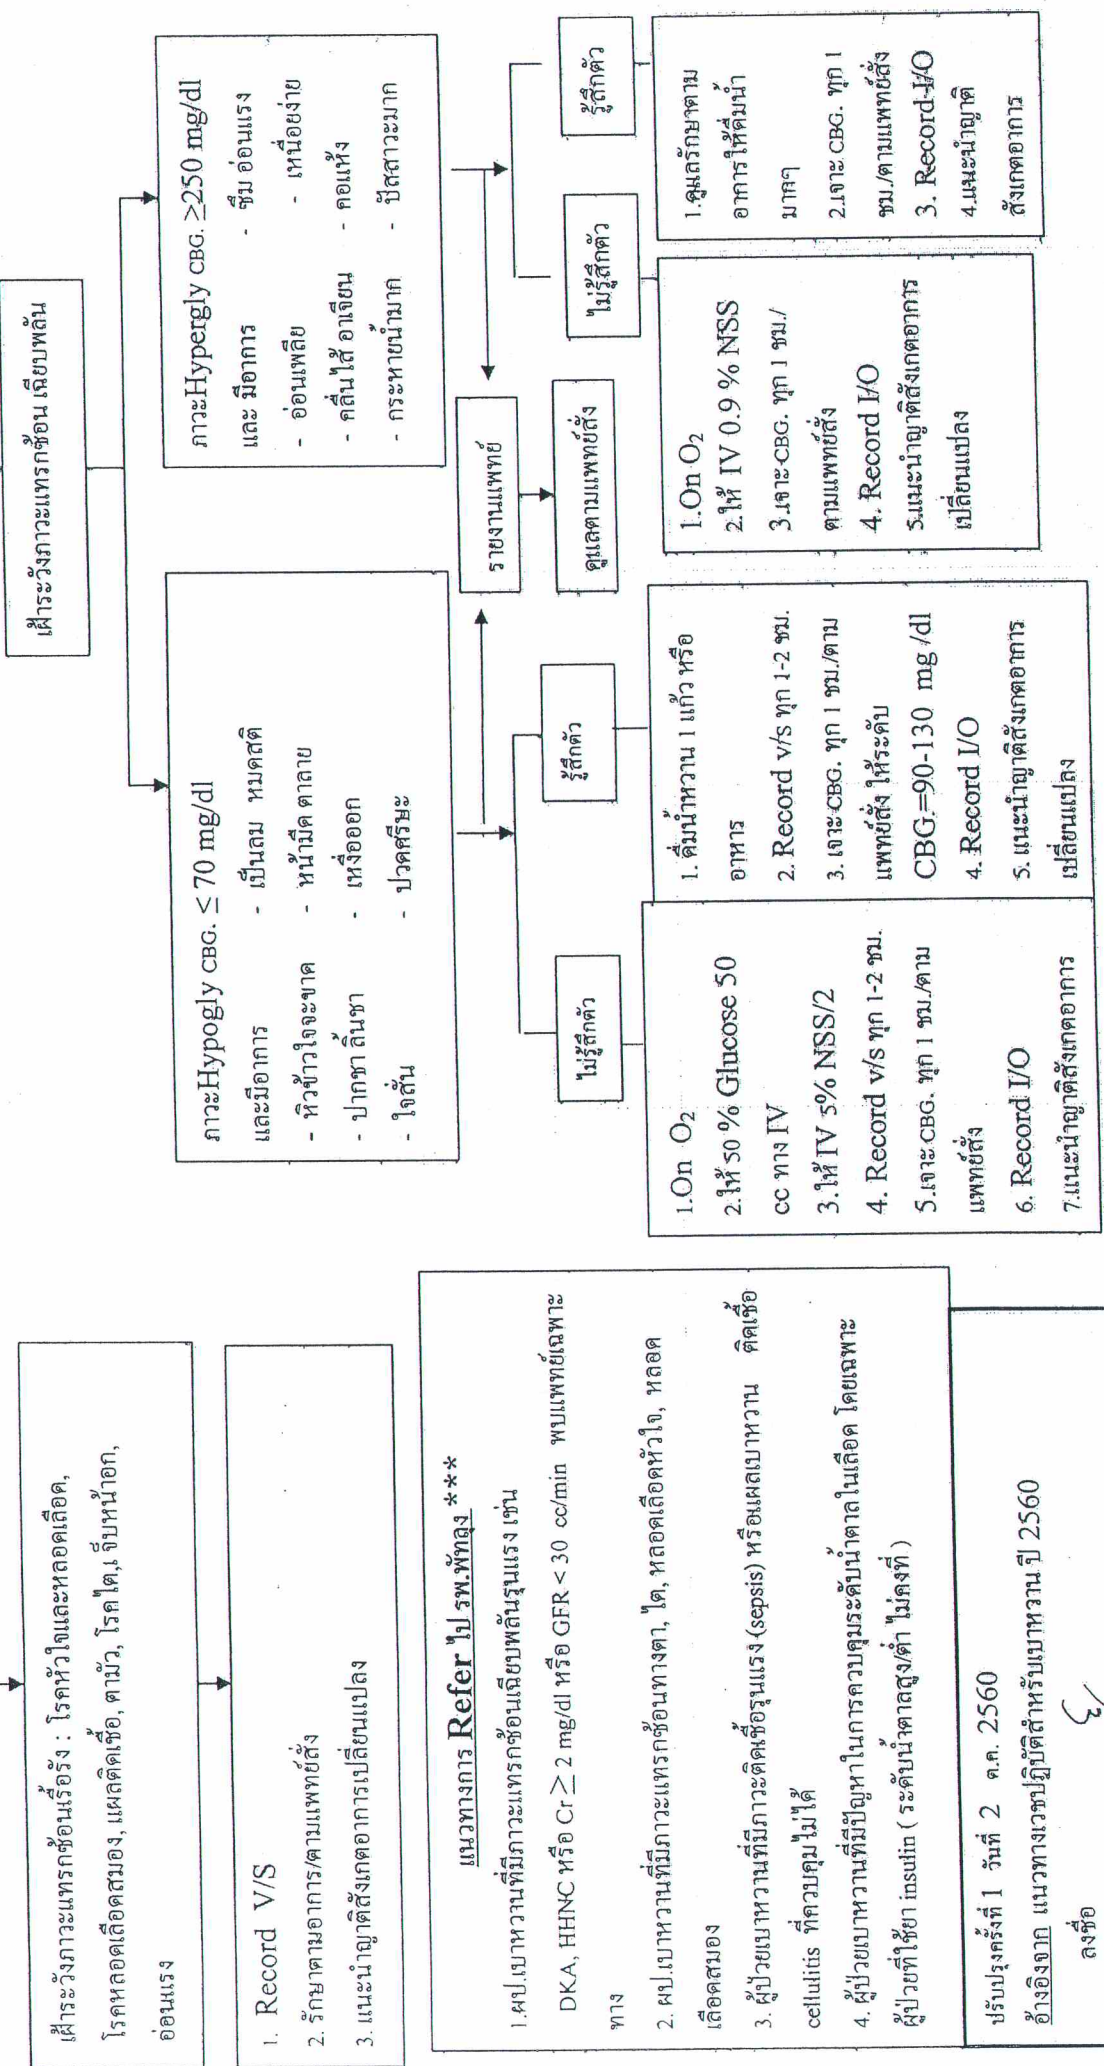 เฝ้าระวังภาวะแทรกซ้อนเรื้อรัง : โรคหัวใจและหลอดเลือด,
โรคหลอดเลือดสมอง, แผลติดเชื้อ, ตามัว, โรคไต,เจ็บหน้าอก,
อ่อนแรง
1. Record V/S
2. รักษาตามอาการ/ตามแพทย์สั่ง
3. แนะนำญาติสังเกตอาการเปลี่ยนแปลง
แนวทางการ Refer ไป รพ.พัทลุง ***
1.ผป.เบาหวานที่มีภาวะแทรกซ้อนเฉียบพลันรุนแรง เช่น
DKA, HHNC หรือ Cr ≥ 2 mg/dl หรือ GFR < 30 cc/min พบแพทย์เฉพาะ
ทาง
2. ผป.เบาหวานที่มีภาวะแทรกซ้อนทางตา, ไต, หลอดเลือดหัวใจ, หลอด
เลือดสมอง
3. ผู้ป่วยเบาหวานที่มีภาวะติดเชื้อรุนแรง (sepsis) หรือแผลเบาหวาน ติดเชื้อ
cellulitis ที่ควบคุมไม่ได้
4. ผู้ป่วยเบาหวานที่มีปัญหาในการควบคุมระดับน้ำตาลในเลือด โดยเฉพาะ
ผู้ป่วยที่ใช้ยา insulin ( ระดับน้ำตาลสูง/ต่ำ ไม่คงที่ )
ปรับปรุงครั้งที่ 1 วันที่ 2 ต.ค. 2560
อ้างอิงจาก แนวทางเวชปฏิบัติสำหรับเบาหวาน ปี 2560
ลงชื่อ
เฝ้าระวังภาวะแทรกซ้อน เฉียบพลัน
ภาวะHypogly CBG. ≤ 70 mg/dl
และมีอาการ - เป็นลม หมดสติ
- หิวข้าวใจจะขาด - หน้ามืด ตาลาย
- ปากชา ลิ้นชา - เหงื่อออก
- ใจสั่น - ปวดศรีษะ
ภาวะHypergly CBG. ≥250 mg/dl
และ มีอาการ - ซึม อ่อนแรง
- อ่อนเพลีย - เหนื่อยง่าย
- คลื่นไส้ อาเจียน - คอแห้ง
- กระหายน้ำมาก - ปัสสาวะมาก
รายงานแพทย์
ดูแลตามแพทย์สั่ง
ไม่รู้สึกตัว
รู้สึกตัว
ไม่รู้สึกตัว
รู้สึกตัว
1.On O2
2.ให้ 50 % Glucose 50
cc ทาง IV
3.ให้ IV 5% NSS/2
4. Record v/s ทุก 1-2 ชม.
5.เจาะCBG. ทุก 1 ชม./ตาม
แพทย์สั่ง
6. Record I/O
7.แนะนำญาติสังเกตอาการ
1. ดื่มน้ำหวาน 1 แก้ว หรือ
อาหาร
2. Record v/s ทุก 1-2 ชม.
3. เจาะ CBG. ทุก 1 ชม./ตาม
แพทย์สั่ง ให้ระดับ
CBG.=90-130 mg /dl
4. Record I/O
5. แนะนำญาติสังเกตอาการ
เปลี่ยนแปลง
1.On O2
2.ให้ IV 0.9 % NSS
3.เจาะCBG. ทุก 1 ชม./
ตามแพทย์สั่ง
4. Record I/O
5.แนะนำญาติสังเกตอาการ
เปลี่ยนแปลง
1.ดูแลรักษาตาม
อาการให้ดื่มน้ำ
มากๆ
2.เจาะ CBG. ทุก 1
ชม./ตามแพทย์สั่ง
3. Record I/O
4.แนะนำญาติ
สังเกตอาการ